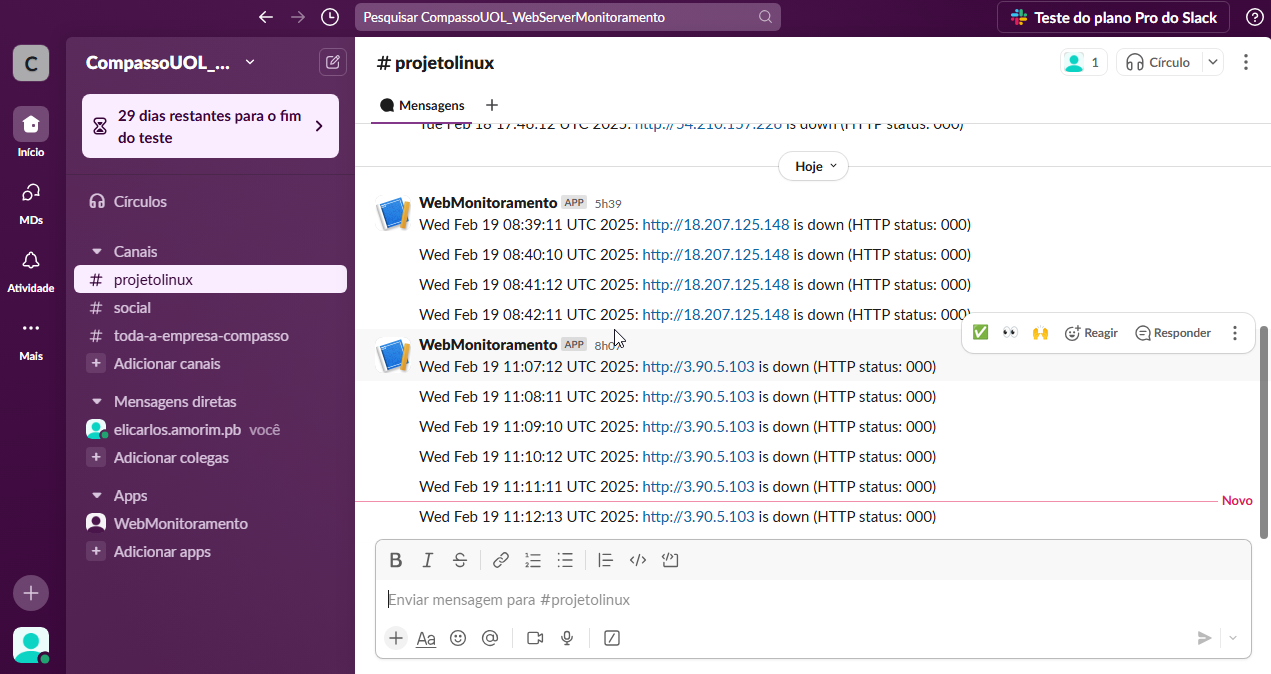 Pesquisar CompassoUOL_WebServerMonitoramento
Teste do plano Pro do Slack
C
Início
MDs
Atividade
Mais
CompassoUOL_...
29 dias restantes para o fim
do teste
Círculos
Canais
# projetolinux
# social
# toda-a-empresa-compasso
+ Adicionar canais
Mensagens diretas
elicarlos.amorim.pb você
+ Adicionar colegas
Apps
WebMonitoramento
+ Adicionar apps
# projetolinux
1
Círculo
Mensagens
Tue Feb 18 17:46:12 UTC 2025: http://54.210.157.226 is down (HTTP status: 000)
Hoje
WebMonitoramento APP 5h39
Wed Feb 19 08:39:11 UTC 2025: http://18.207.125.148 is down (HTTP status: 000)
Wed Feb 19 08:40:10 UTC 2025: http://18.207.125.148 is down (HTTP status: 000)
Wed Feb 19 08:41:12 UTC 2025: http://18.207.125.148 is down (HTTP status: 000)
Wed Feb 19 08:42:11 UTC 2025: http://18.207.125.148 is down (HTTP status: 000)
Reagir
Responder
WebMonitoramento APP
Wed Feb 19 11:07:12 UTC 2025: http://3.90.5.103 is down (HTTP status: 000)
Wed Feb 19 11:08:11 UTC 2025: http://3.90.5.103 is down (HTTP status: 000)
Wed Feb 19 11:09:10 UTC 2025: http://3.90.5.103 is down (HTTP status: 000)
Wed Feb 19 11:10:12 UTC 2025: http://3.90.5.103 is down (HTTP status: 000)
Wed Feb 19 11:11:11 UTC 2025: http://3.90.5.103 is down (HTTP status: 000)
Novo
Wed Feb 19 11:12:13 UTC 2025: http://3.90.5.103 is down (HTTP status: 000)
B I S
Enviar mensagem para #projetolinux
+ Aa